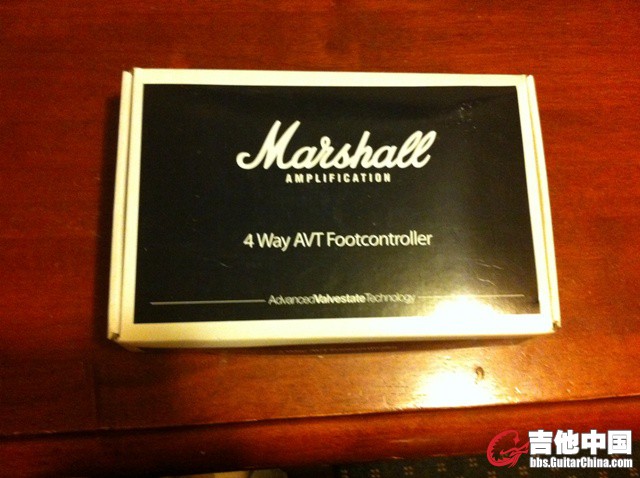 Marshall
AMPLIFICATION
4 Way AVT Footcontroller
AdvancedValvestateTechnology
吉他中国
bbs.GuitarChina.com